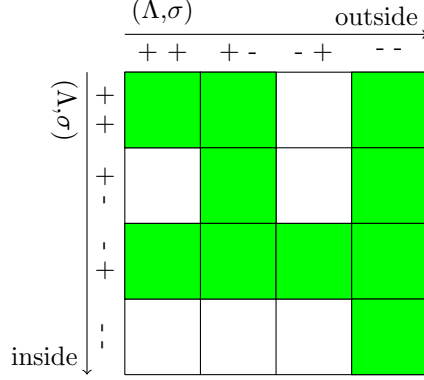 (Λ,σ)
outside
+ + + - - + - -
(Λ,σ)
+ +
+ -
- +
- -
inside